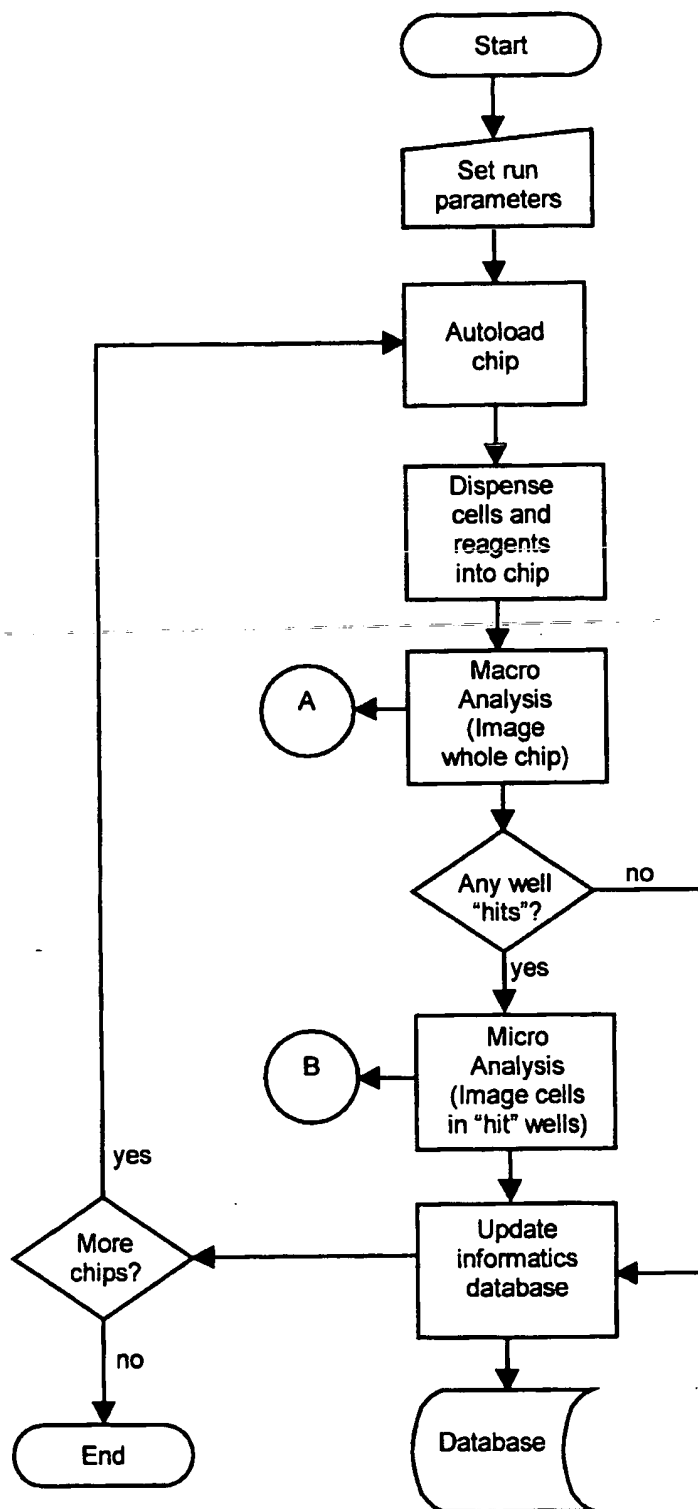 Start
Set run
parameters
Autoload
chip
Dispense
cells and
reagents
into chip
Macro
Analysis
(Image
whole chip)
A
Any well
“hits”?
no
yes
Micro
Analysis
(Image cells
in “hit” wells)
B
yes
Update
informatics
database
More
chips?
no
Database
End